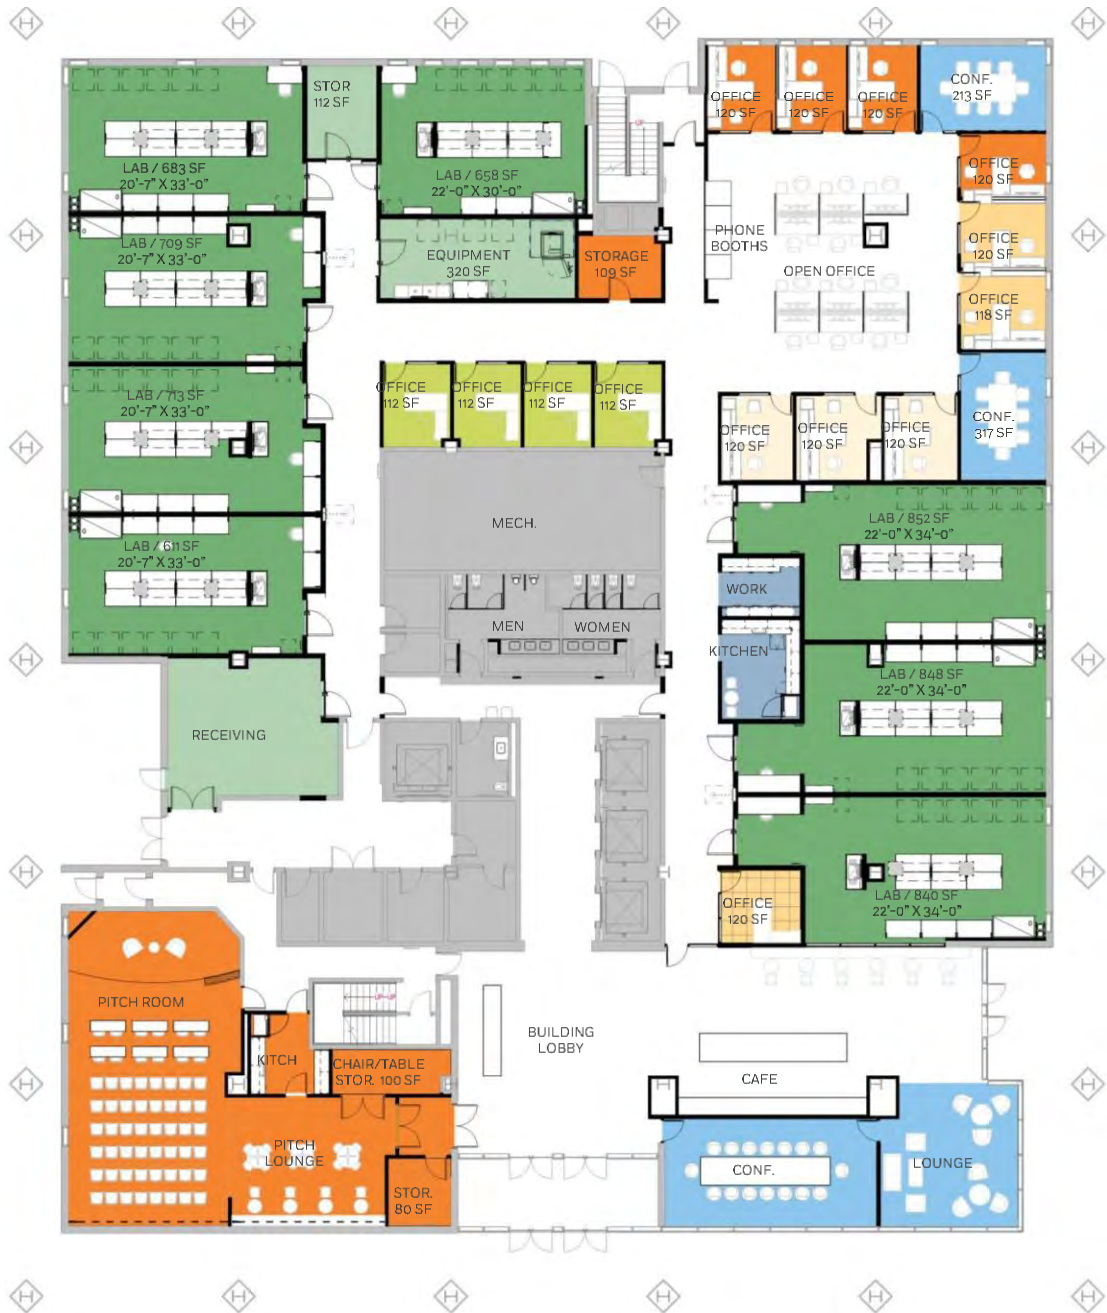 STOR
112 SF
LAB / 683 SF
20'-7" X 33'-0"
LAB / 658 SF
22'-0" X 30'-0"
UP
OFFICE
120 SF
OFFICE
120 SF
OFFICE
120 SF
CONF.
213 SF
OFFICE
120 SF
LAB / 709 SF
20'-7" X 33'-0"
EQUIPMENT
320 SF
STORAGE
109 SF
PHONE
BOOTHS
OPEN OFFICE
OFFICE
120 SF
OFFICE
118 SF
LAB / 713 SF
20'-7" X 33'-0"
OFFICE
112 SF
OFFICE
112 SF
OFFICE
112 SF
OFFICE
112 SF
OFFICE
120 SF
OFFICE
120 SF
OFFICE
120 SF
CONF.
317 SF
LAB / 611 SF
20'-7" X 33'-0"
MECH.
LAB / 852 SF
22'-0" X 34'-0"
WORK
MEN
WOMEN
KITCHEN
LAB / 848 SF
22'-0" X 34'-0"
RECEIVING
OFFICE
120 SF
LAB / 840 SF
22'-0" X 34'-0"
PITCH ROOM
UP-UP
BUILDING
LOBBY
KITCH
CHAIR/TABLE
STOR. 100 SF
CAFE
PITCH
LOUNGE
STOR.
80 SF
CONF.
LOUNGE